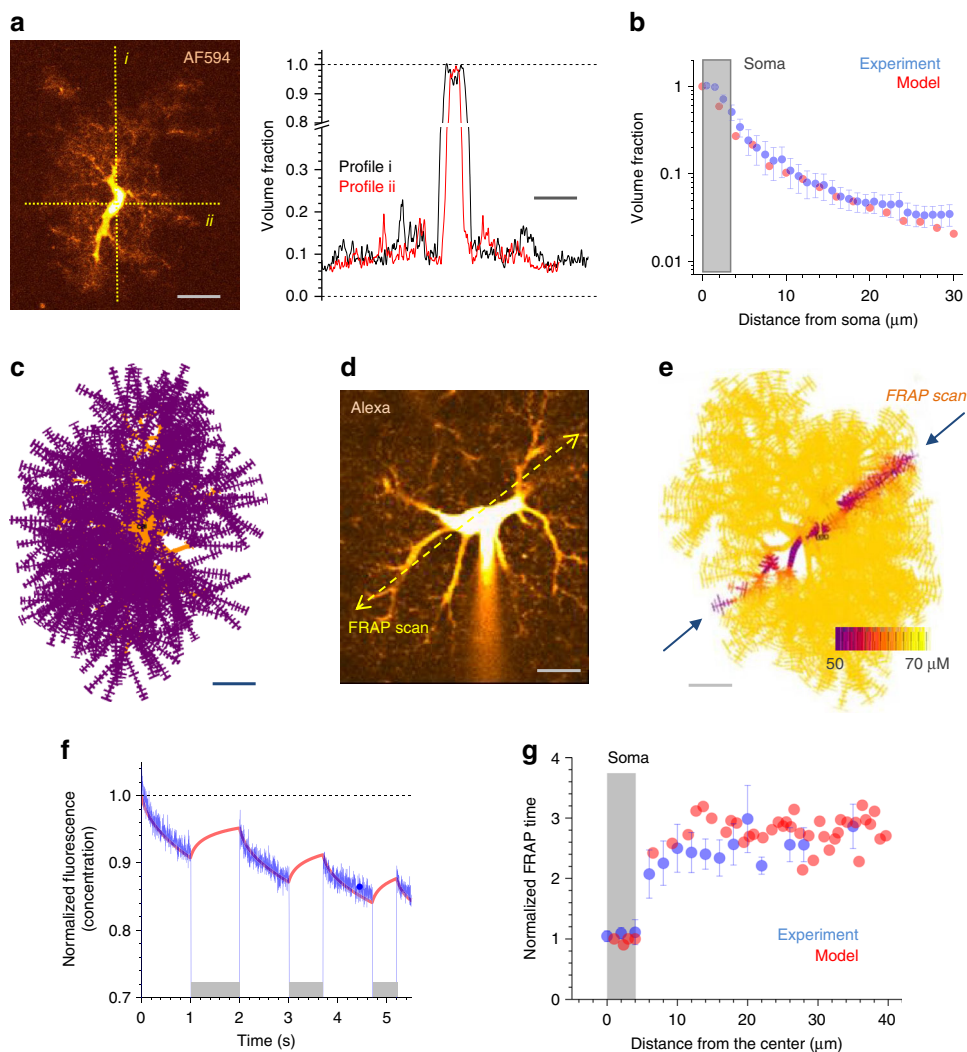 a
AF594
i
ii
Volume fraction
1.0
0.9
0.8
0.3
0.2
0.1
0.0
Profile i
Profile ii
b
Soma
Experiment
Model
Volume fraction
1
0.1
0.01
0 10 20 30
Distance from soma (μm)
c
d
Alexa
FRAP scan
e
FRAP scan
50 70 μM
f
Normalized fluorescence
(concentration)
1.0
0.9
0.8
0.7
0 1 2 3 4 5
Time (s)
g
Soma
Normalized FRAP time
4
3
2
1
0
Experiment
Model
0 10 20 30 40
Distance from the center (μm)